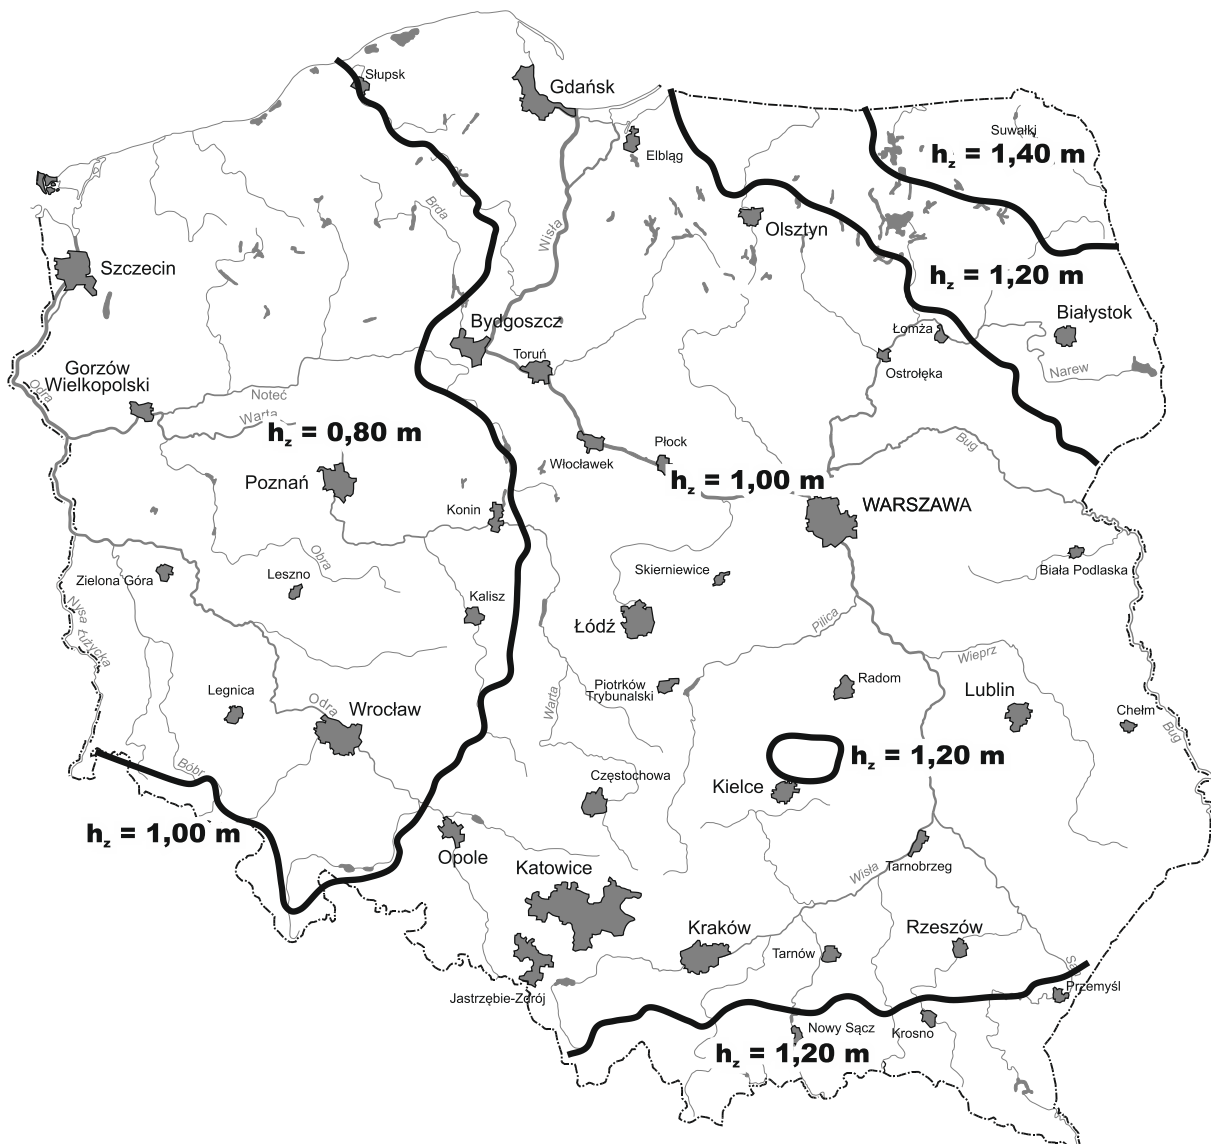 Słupsk
Gdańsk
Elbląg
Suwałki
hz = 1,40 m
Brda
Wisła
Olsztyn
Szczecin
hz = 1,20 m
Białystok
Bydgoszcz
Łomża
Toruń
Ostrołęka
Narew
Gorzów
Wielkopolski
Odra
Noteć
Warta
hz = 0,80 m
Płock
Włocławek
Bug
Poznań
hz = 1,00 m
Konin
WARSZAWA
Obra
Skierniewice
Biała Podlaska
Zielona Góra
Leszno
Kalisz
Nysa Łużycka
Łódź
Pilica
Wieprz
Piotrków
Trybunalski
Radom
Lublin
Legnica
Odra
Wrocław
Warta
Chełm
Bug
Bóbr
Kielce
hz = 1,20 m
Częstochowa
hz = 1,00 m
Opole
Katowice
Wisła
Tarnobrzeg
Kraków
Rzeszów
Tarnów
San
Jastrzębie-Zdrój
Przemyśl
Nowy Sącz
Krosno
hz = 1,20 m